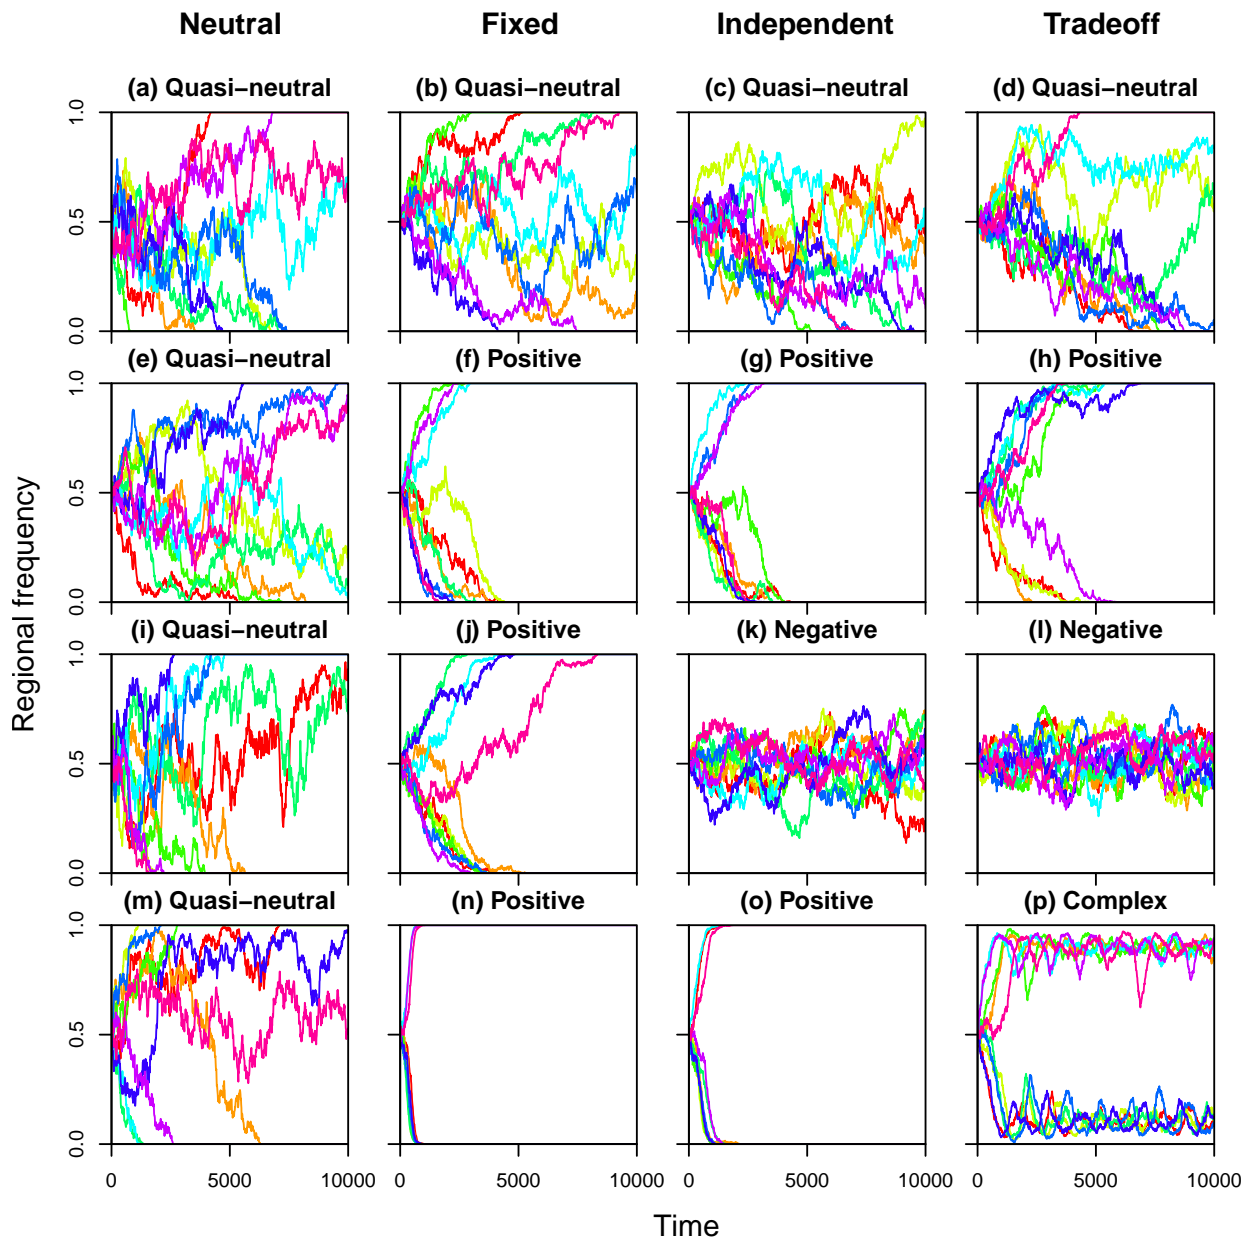 Neutral Fixed Independent Tradeoff
(a) Quasi−neutral (b) Quasi−neutral (c) Quasi−neutral (d) Quasi−neutral
1.0
0.5
0.0
(e) Quasi−neutral (f) Positive (g) Positive (h) Positive
1.0
0.5
0.0
Regional frequency
(i) Quasi−neutral (j) Positive (k) Negative (l) Negative
1.0
0.5
0.0
(m) Quasi−neutral (n) Positive (o) Positive (p) Complex
1.0
0.5
0.0
0 5000 10000 0 5000 10000 0 5000 10000 0 5000 10000
Time